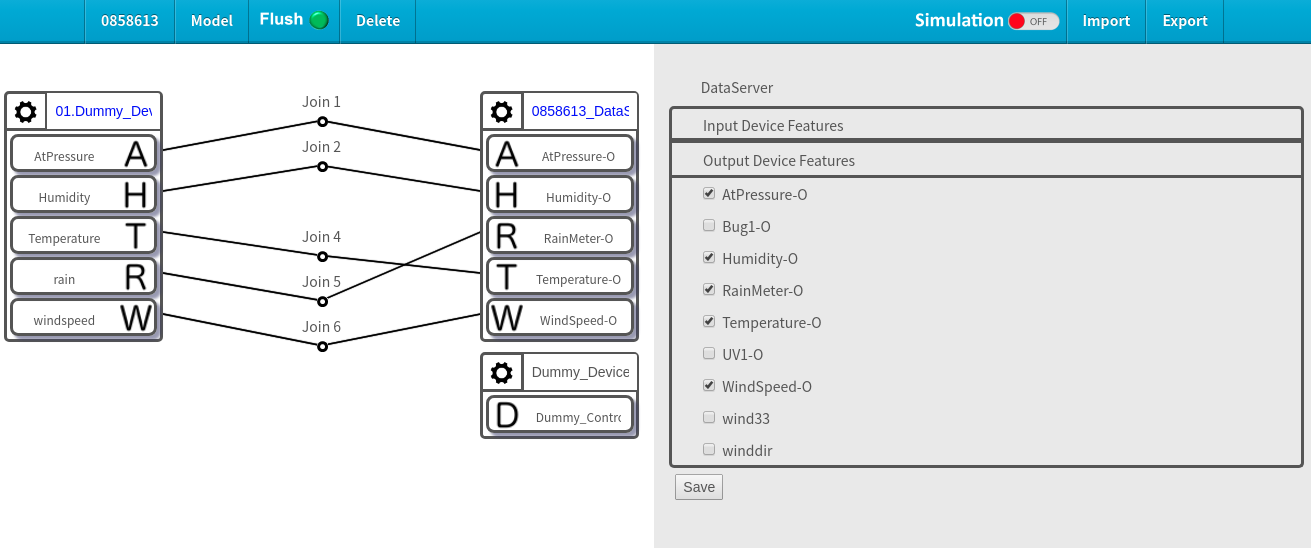 0858613 Model Flush Delete Simulation OFF Import Export
01.Dummy_Dev
AtPressure A
Humidity H
Temperature T
rain R
windspeed W
Join 1
Join 2
Join 4
Join 5
Join 6
0858613_DataS
A AtPressure-O
H Humidity-O
R RainMeter-O
T Temperature-O
W WindSpeed-O
Dummy_Device
D Dummy_Contro
DataServer
Input Device Features
Output Device Features
AtPressure-O
Bug1-O
Humidity-O
RainMeter-O
Temperature-O
UV1-O
WindSpeed-O
wind33
winddir
Save